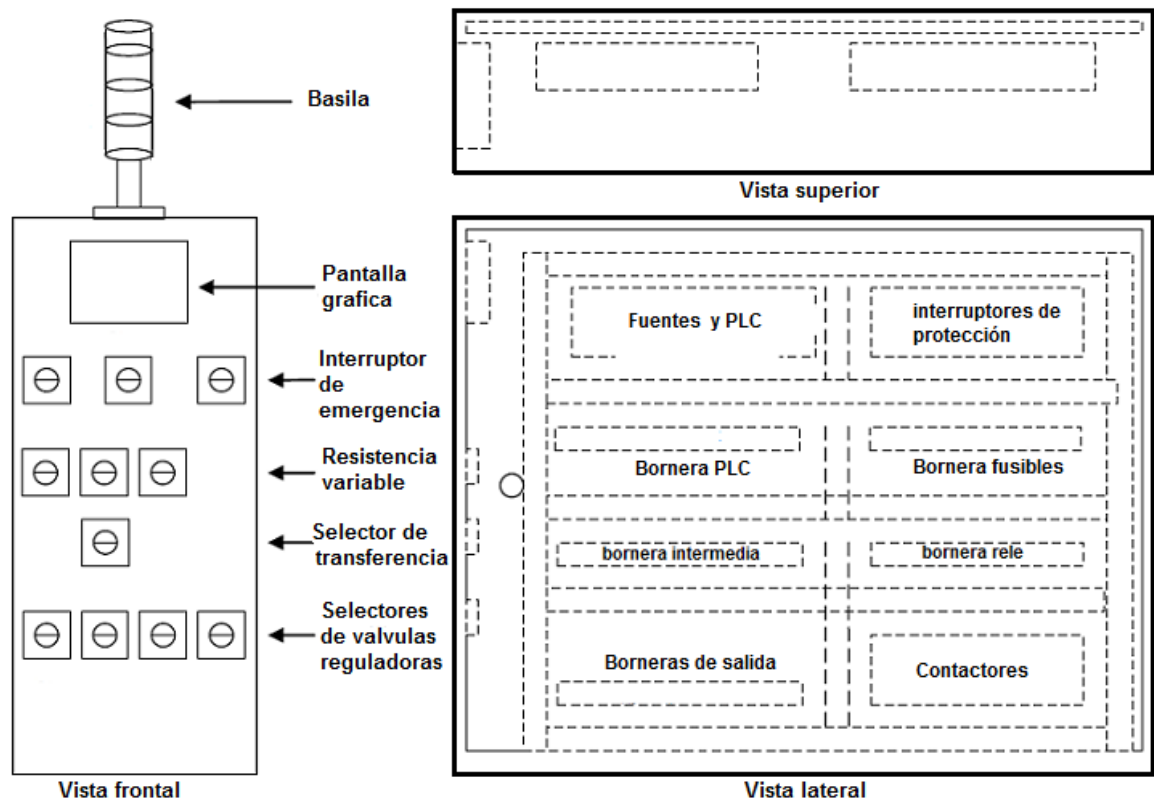 Basila
Vista superior
Pantalla
grafica
Interruptor
de
emergencia
Resistencia
variable
Selector de
transferencia
Selectores
de valvulas
reguladoras
Vista frontal
Fuentes y PLC
interruptores de
protección
Bornera PLC
Bornera fusibles
bornera intermedia
bornera rele
Borneras de salida
Contactores
Vista lateral